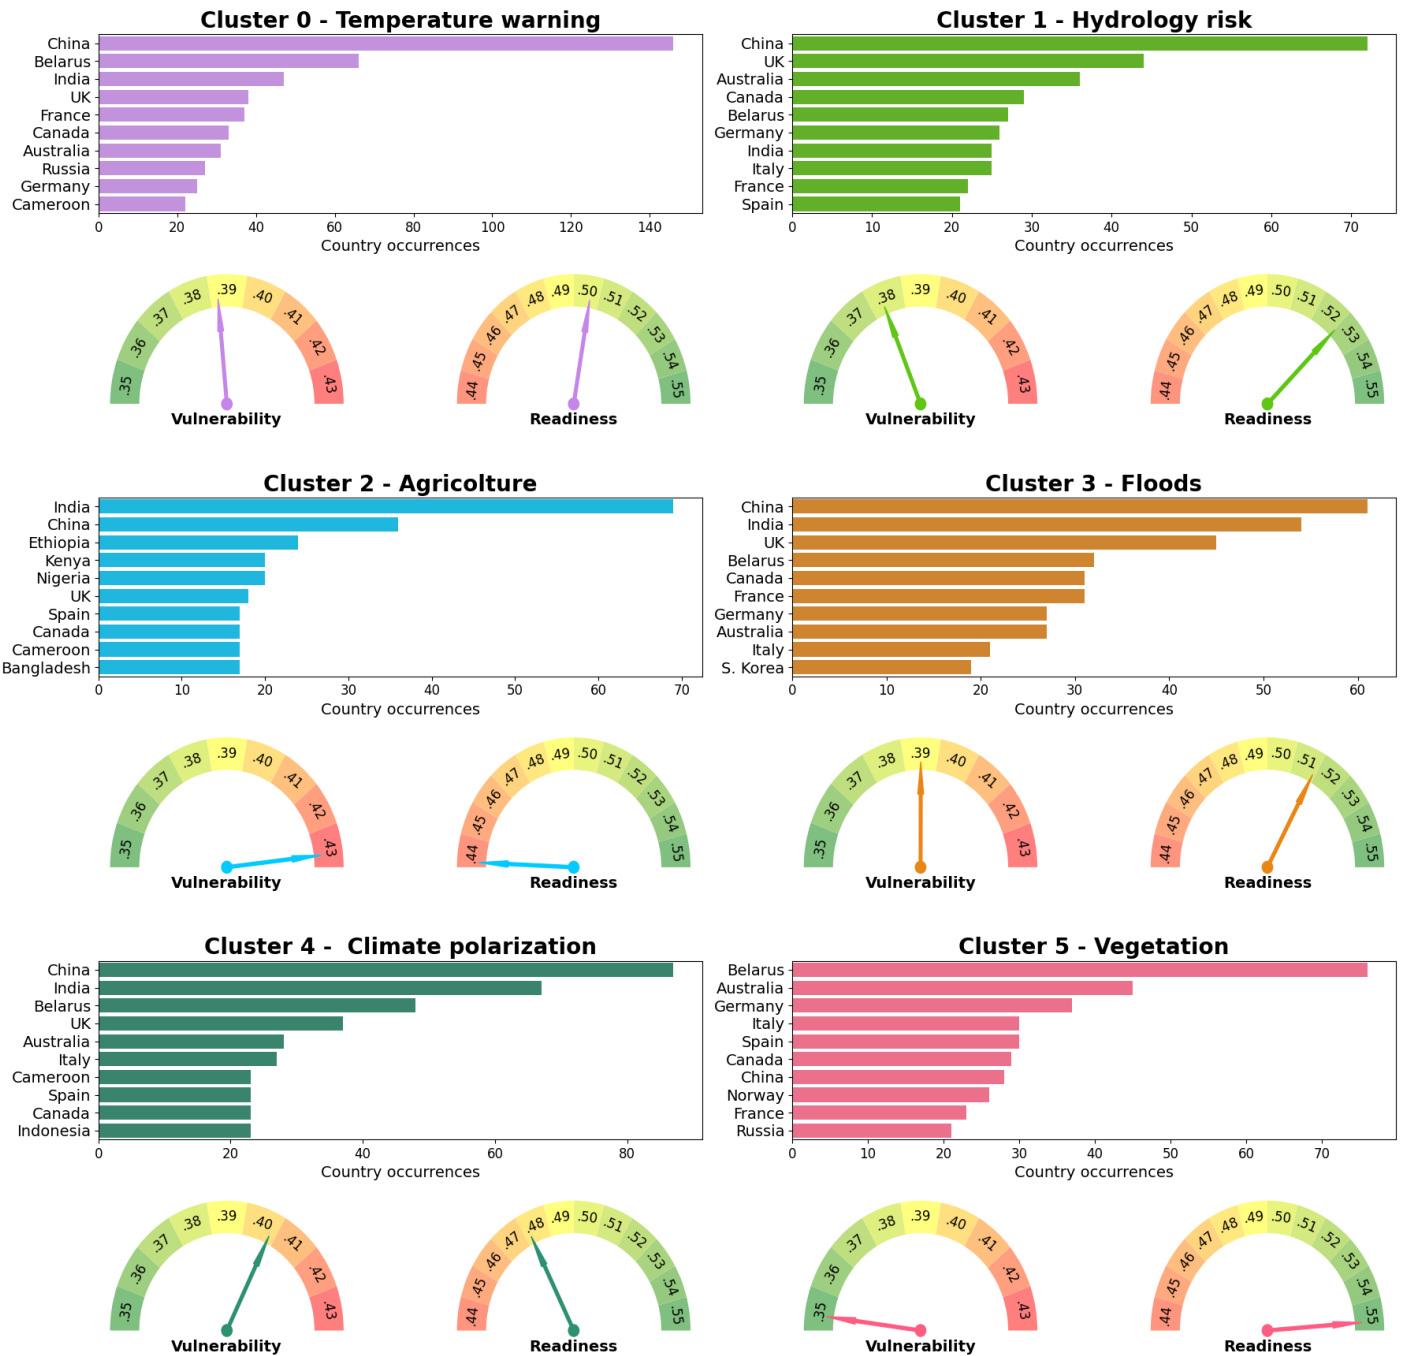 Cluster 0 - Temperature warning
China
Belarus
India
UK
France
Canada
Australia
Russia
Germany
Cameroon
0 20 40 60 80 100 120 140
Country occurrences
.35 .36 .37 .38 .39 .40 .41 .42 .43
Vulnerability
.44 .45 .46 .47 .48 .49 .50 .51 .52 .53 .54 .55
Readiness
Cluster 1 - Hydrology risk
China
UK
Australia
Canada
Belarus
Germany
India
Italy
France
Spain
0 10 20 30 40 50 60 70
Country occurrences
.35 .36 .37 .38 .39 .40 .41 .42 .43
Vulnerability
.44 .45 .46 .47 .48 .49 .50 .51 .52 .53 .54 .55
Readiness
Cluster 2 - Agricolture
India
China
Ethiopia
Kenya
Nigeria
UK
Spain
Canada
Cameroon
Bangladesh
0 10 20 30 40 50 60 70
Country occurrences
.35 .36 .37 .38 .39 .40 .41 .42 .43
Vulnerability
.44 .45 .46 .47 .48 .49 .50 .51 .52 .53 .54 .55
Readiness
Cluster 3 - Floods
China
India
UK
Belarus
Canada
France
Germany
Australia
Italy
S. Korea
0 10 20 30 40 50 60
Country occurrences
.35 .36 .37 .38 .39 .40 .41 .42 .43
Vulnerability
.44 .45 .46 .47 .48 .49 .50 .51 .52 .53 .54 .55
Readiness
Cluster 4 -  Climate polarization
China
India
Belarus
UK
Australia
Italy
Cameroon
Spain
Canada
Indonesia
0 20 40 60 80
Country occurrences
.35 .36 .37 .38 .39 .40 .41 .42 .43
Vulnerability
.44 .45 .46 .47 .48 .49 .50 .51 .52 .53 .54 .55
Readiness
Cluster 5 - Vegetation
Belarus
Australia
Germany
Italy
Spain
Canada
China
Norway
France
Russia
0 10 20 30 40 50 60 70
Country occurrences
.35 .36 .37 .38 .39 .40 .41 .42 .43
Vulnerability
.44 .45 .46 .47 .48 .49 .50 .51 .52 .53 .54 .55
Readiness